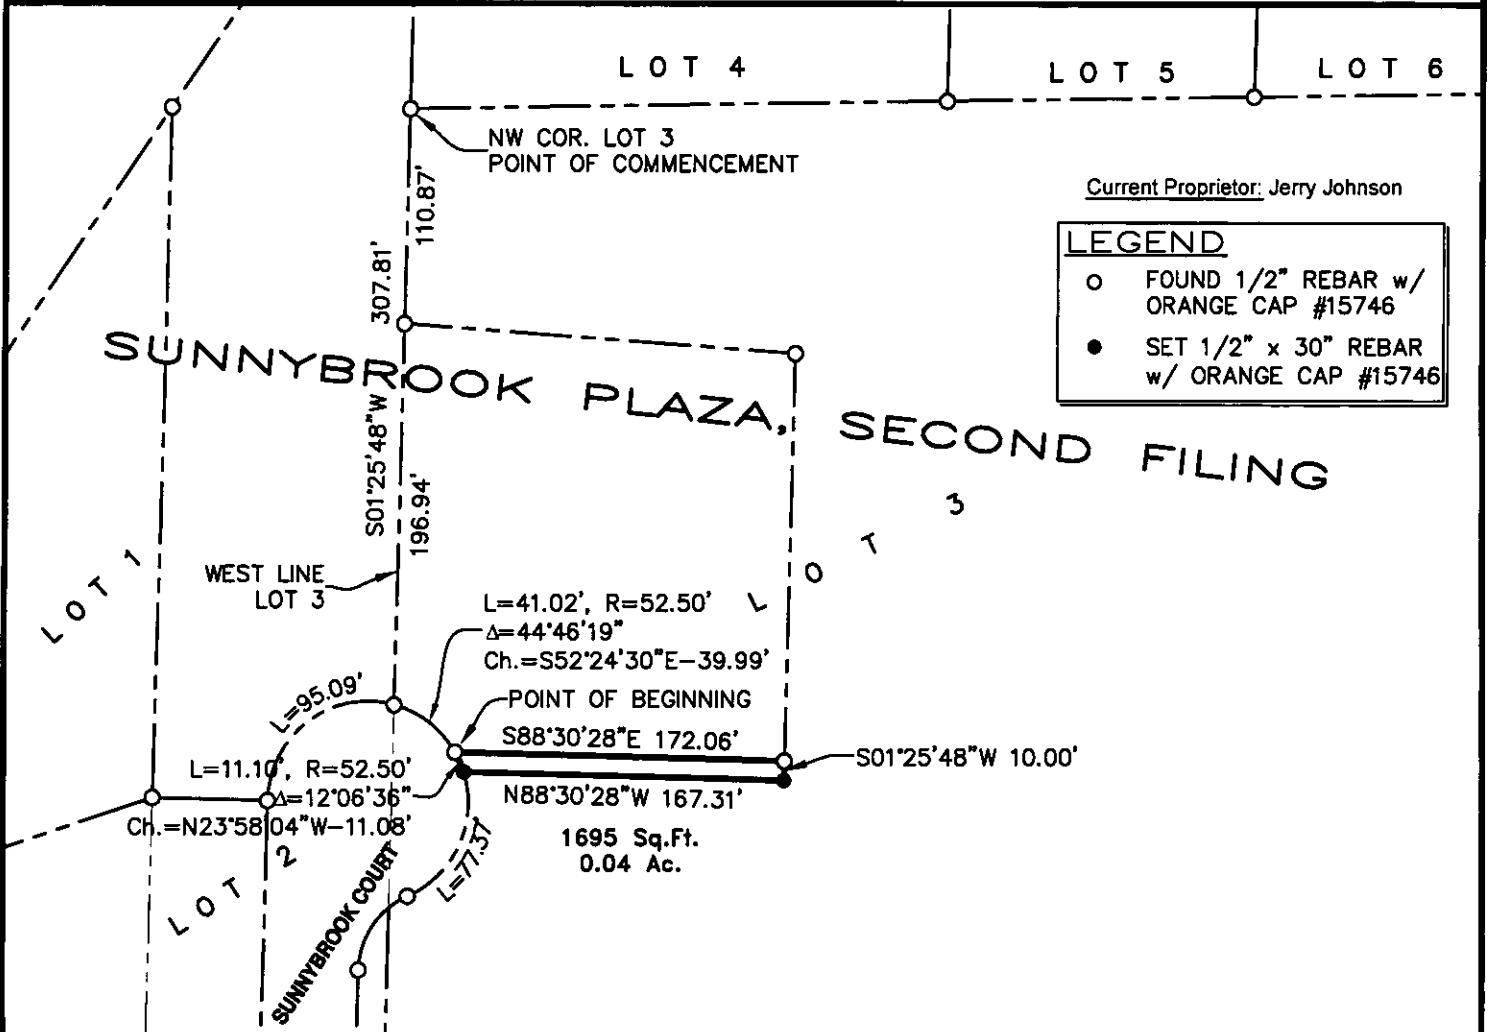 LOT 4
LOT 5
LOT 6
NW COR. LOT 3
POINT OF COMMENCEMENT
Current Proprietor: Jerry Johnson
LEGEND
○ FOUND 1/2" REBAR w/
ORANGE CAP #15746
● SET 1/2" x 30" REBAR
w/ ORANGE CAP #15746
110.87'
307.81'
SUNNYBROOK PLAZA, SECOND FILING
S01°25'48"W
196.94'
LOT 3
LOT 1
WEST LINE
LOT 3
L=41.02', R=52.50'
Δ=44°46'19"
Ch.=S52°24'30"E-39.99'
L=95.09'
POINT OF BEGINNING
S88°30'28"E 172.06'
S01°25'48"W 10.00'
L=11.10', R=52.50'
Δ=12°06'36"
Ch.=N23°58'04"W-11.08'
N88°30'28"W 167.31'
1695 Sq.Ft.
0.04 Ac.
L=77.37'
LOT 2
SUNNYBROOK COURT